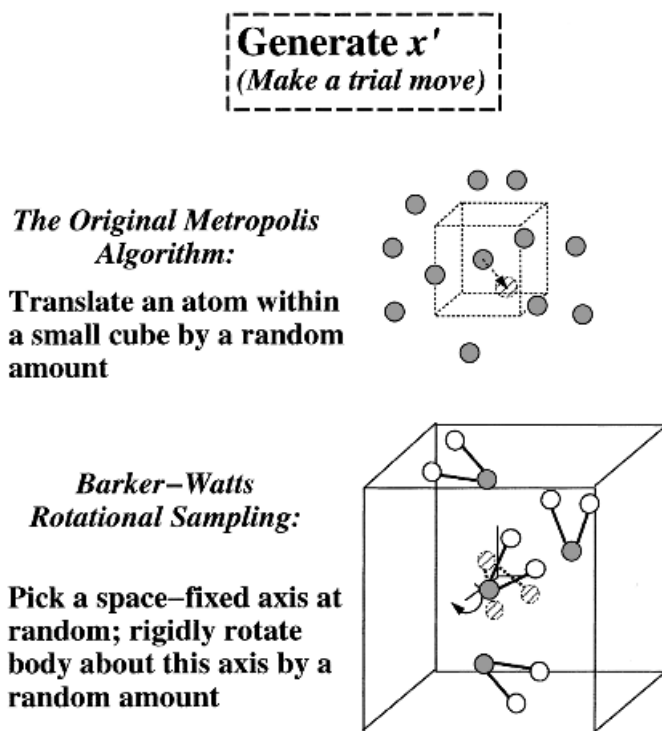 Generate x'
(Make a trial move)
The Original Metropolis
Algorithm:
Translate an atom within
a small cube by a random
amount
Barker−Watts
Rotational Sampling:
Pick a space−fixed axis at
random; rigidly rotate
body about this axis by a
random amount